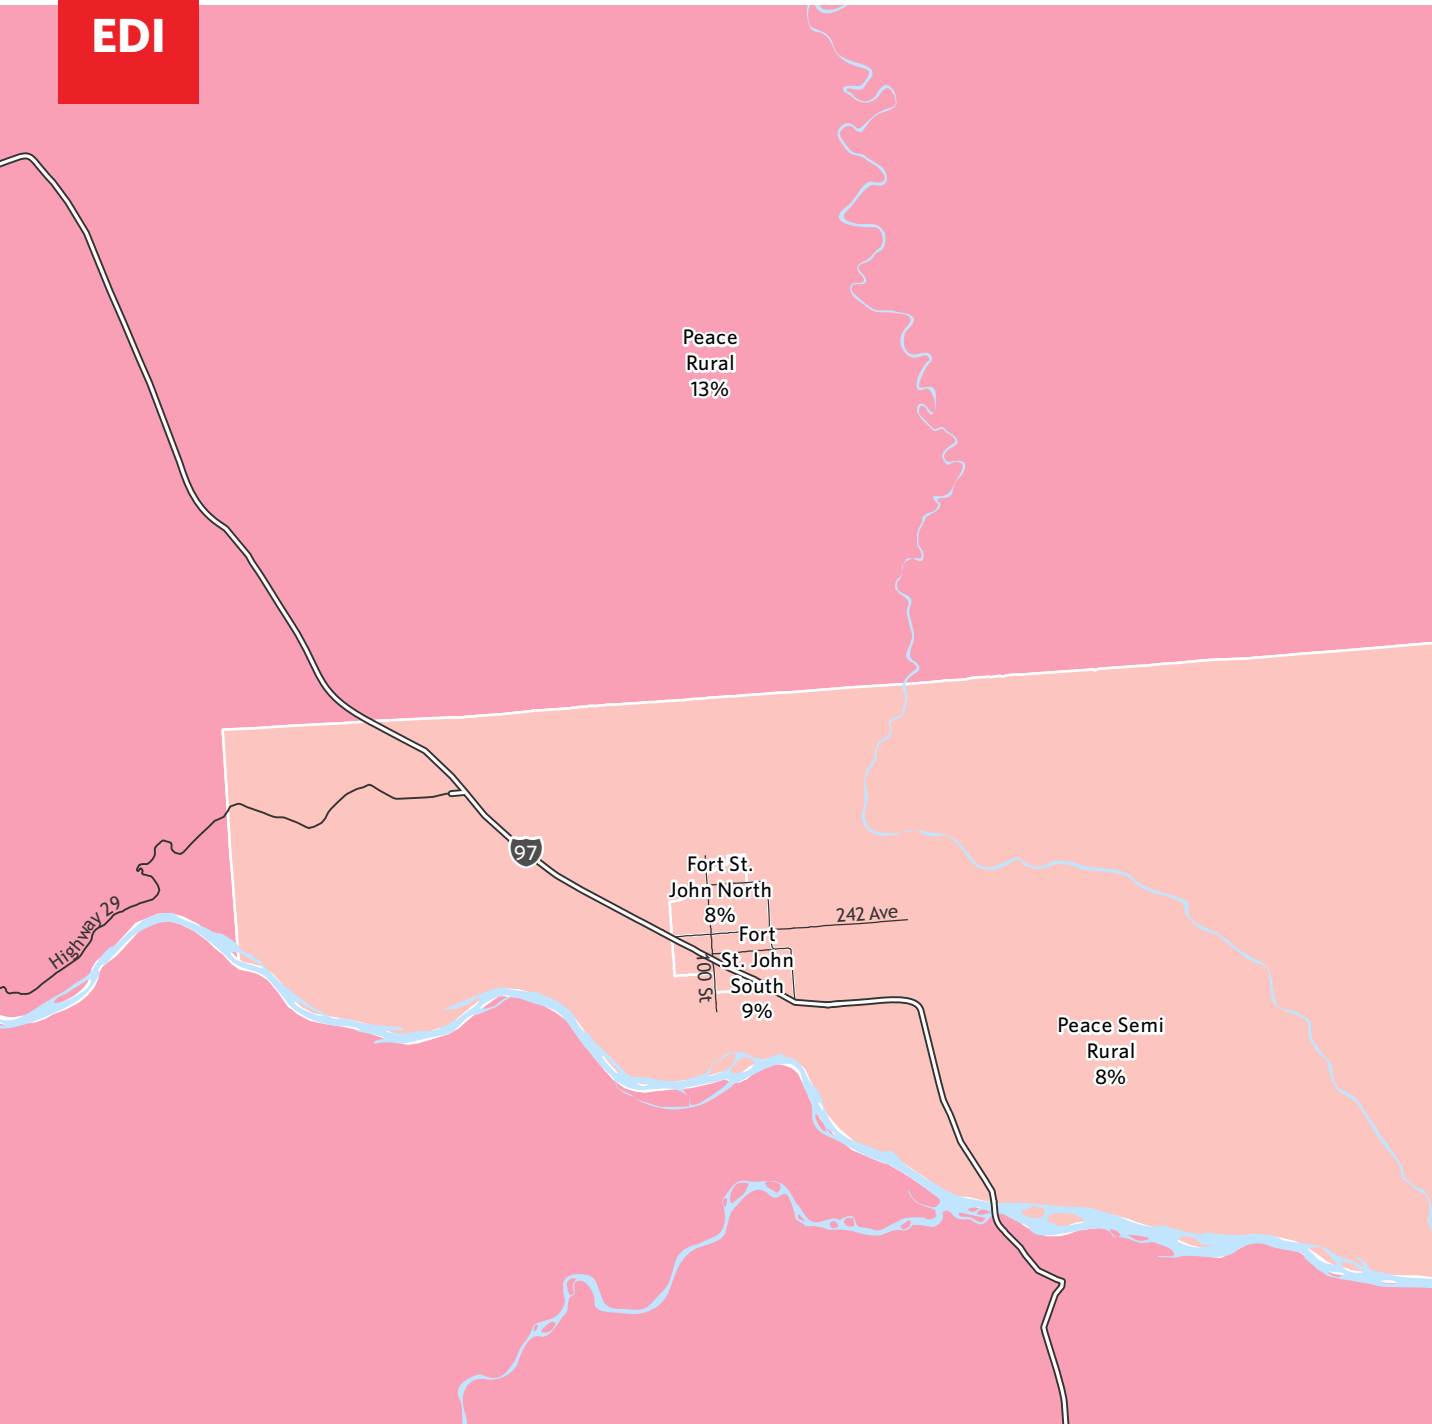 EDI
Peace
Rural
13%
97
Fort St.
John North
8%
242 Ave
Highway 29
Fort
St. John
South
9%
100 St
Peace Semi
Rural
8%